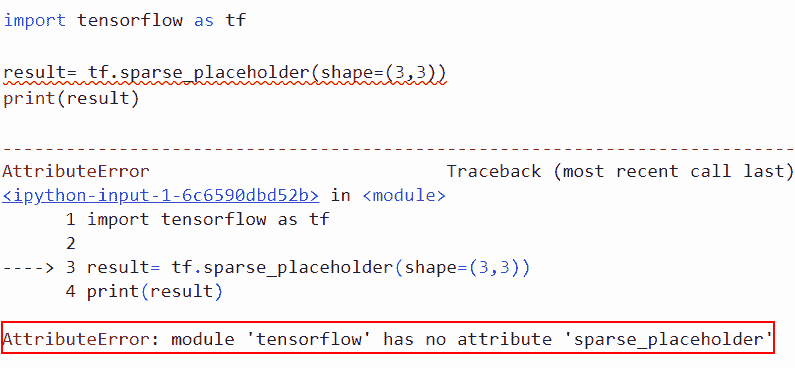 import tensorflow as tf
result= tf.sparse_placeholder(shape=(3,3))
print(result)
---------------------------------------------------------------------------
AttributeError                            Traceback (most recent call last)
<ipython-input-1-6c6590dbd52b> in <module>
      1 import tensorflow as tf
      2
----> 3 result= tf.sparse_placeholder(shape=(3,3))
      4 print(result)
AttributeError: module 'tensorflow' has no attribute 'sparse_placeholder'